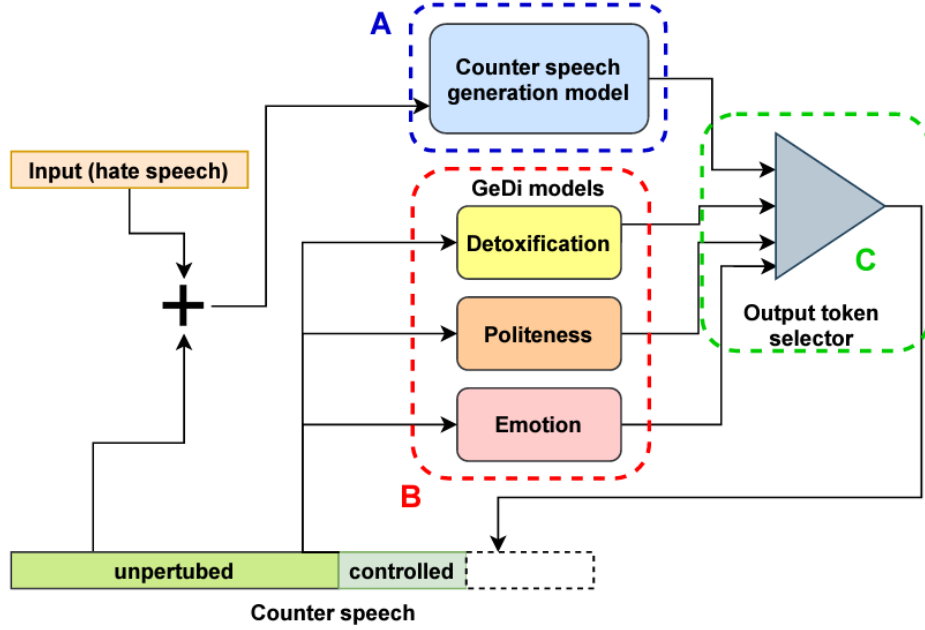 A
Counter speech
generation model
Input (hate speech)
GeDi models
Detoxification
Politeness
Emotion
B
C
Output token
selector
unpertubed
controlled
Counter speech